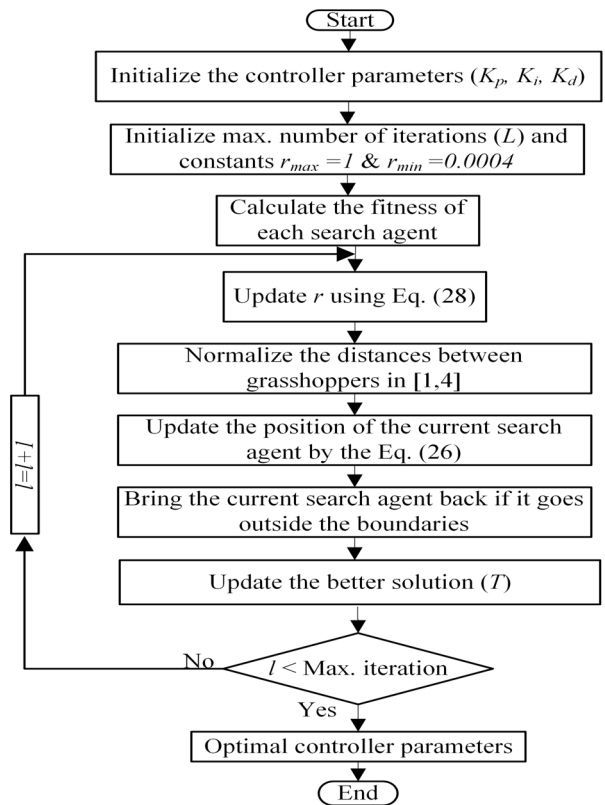 Start
Initialize the controller parameters (Kp, Ki, Kd)
Initialize max. number of iterations (L) and
constants rmax =1 & rmin =0.0004
Calculate the fitness of
each search agent
Update r using Eq. (28)
Normalize the distances between
grasshoppers in [1,4]
Update the position of the current search
agent by the Eq. (26)
l=l+1
Bring the current search agent back if it goes
outside the boundaries
Update the better solution (T)
No
l < Max. iteration
Yes
Optimal controller parameters
End